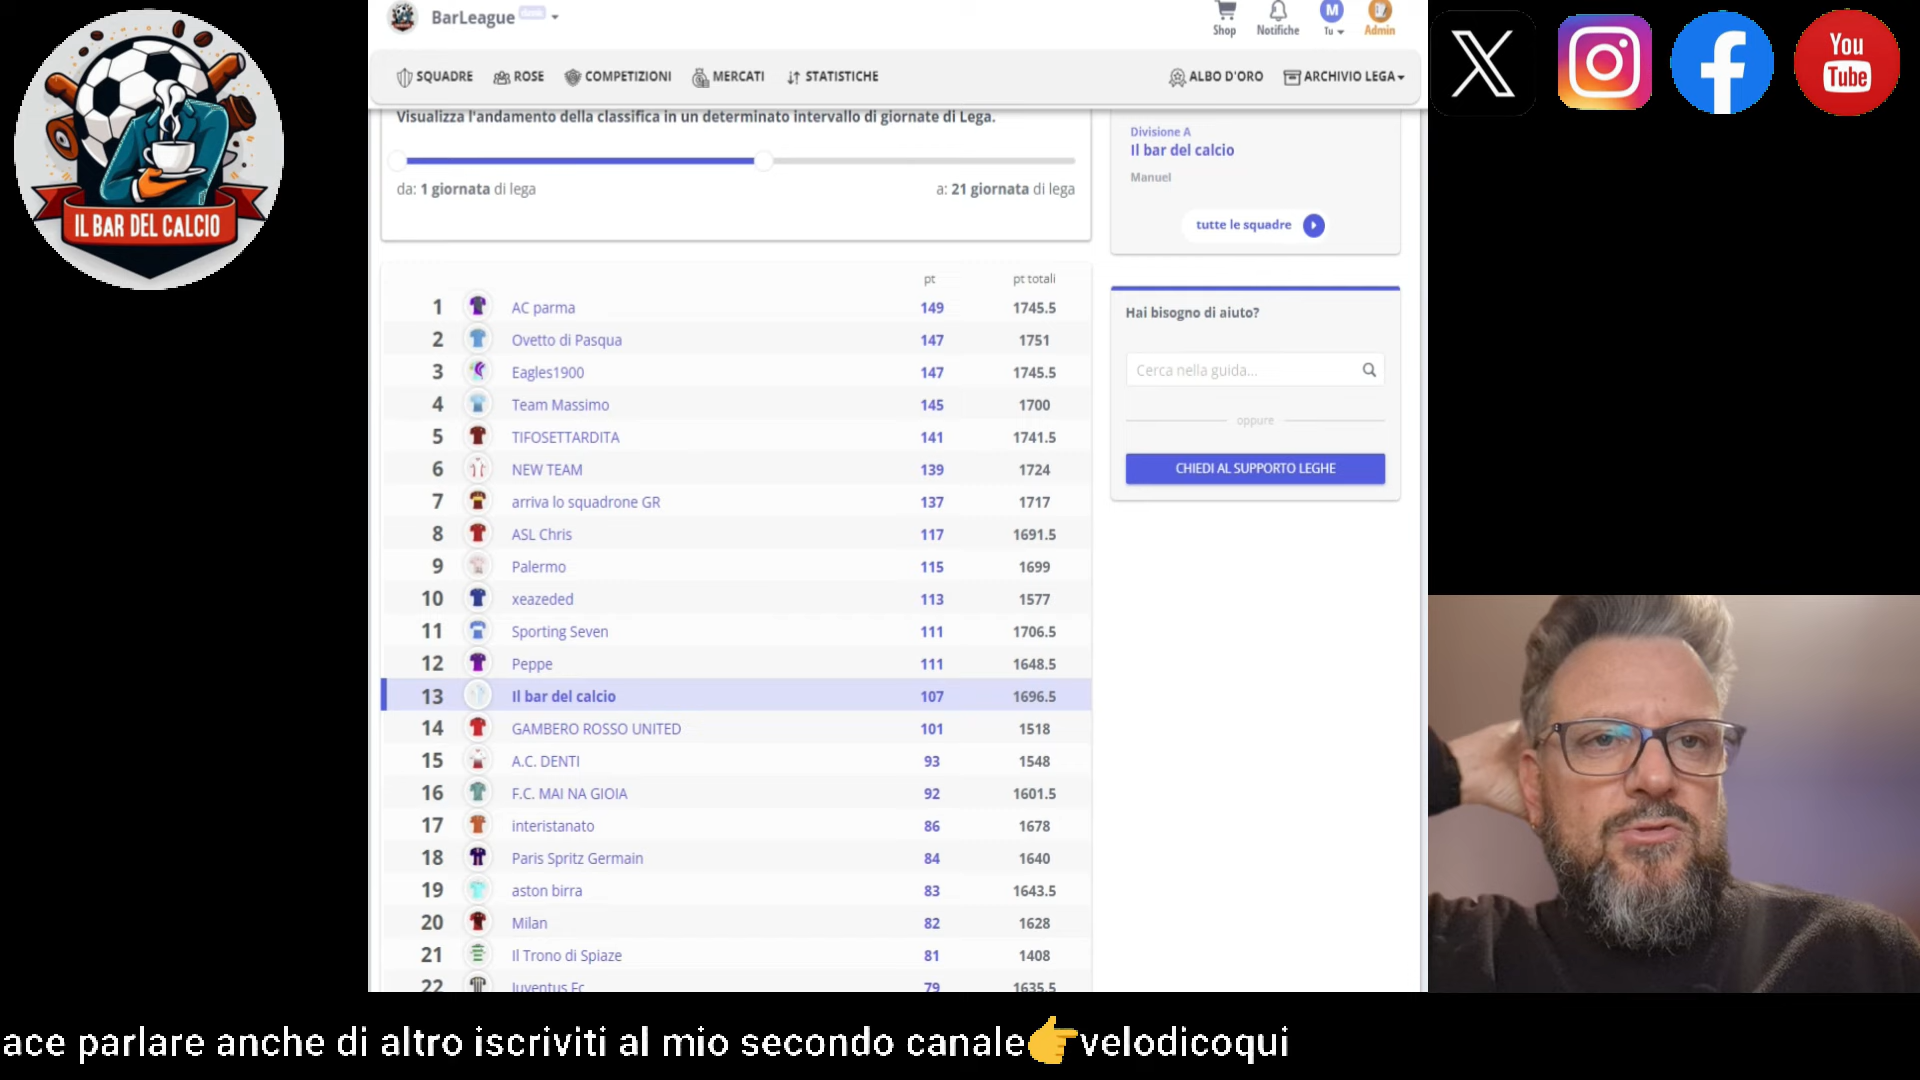 IL BAR DEL CALCIO
BarLeague
Shop
Notifiche
M
Tu
Admin
SQUADRE
ROSE
COMPETIZIONI
MERCATI
STATISTICHE
ALBO D'ORO
ARCHIVIO LEGA
You
Tube
Visualizza l'andamento della classifica in un determinato intervallo di giornate di Lega.
da: 1 giornata di lega
a: 21 giornata di lega
Divisione A
Il bar del calcio
Manuel
tutte le squadre
Hai bisogno di aiuto?
Cerca nella guida...
oppure
CHIEDI AL SUPPORTO LEGHE
pt pt totali
1 AC parma 149 1745.5
2 Ovetto di Pasqua 147 1751
3 Eagles1900 147 1745.5
4 Team Massimo 145 1700
5 TIFOSETTARDITA 141 1741.5
6 NEW TEAM 139 1724
7 arriva lo squadrone GR 137 1717
8 ASL Chris 117 1691.5
9 Palermo 115 1699
10 xeazeded 113 1577
11 Sporting Seven 111 1706.5
12 Peppe 111 1648.5
13 Il bar del calcio 107 1696.5
14 GAMBERO ROSSO UNITED 101 1518
15 A.C. DENTI 93 1548
16 F.C. MAI NA GIOIA 92 1601.5
17 interistanato 86 1678
18 Paris Spritz Germain 84 1640
19 aston birra 83 1643.5
20 Milan 82 1628
21 Il Trono di Spiaze 81 1408
22 Juventus Fc 79 1635.5
ace parlare anche di altro iscriviti al mio secondo canale👉velodicoqui